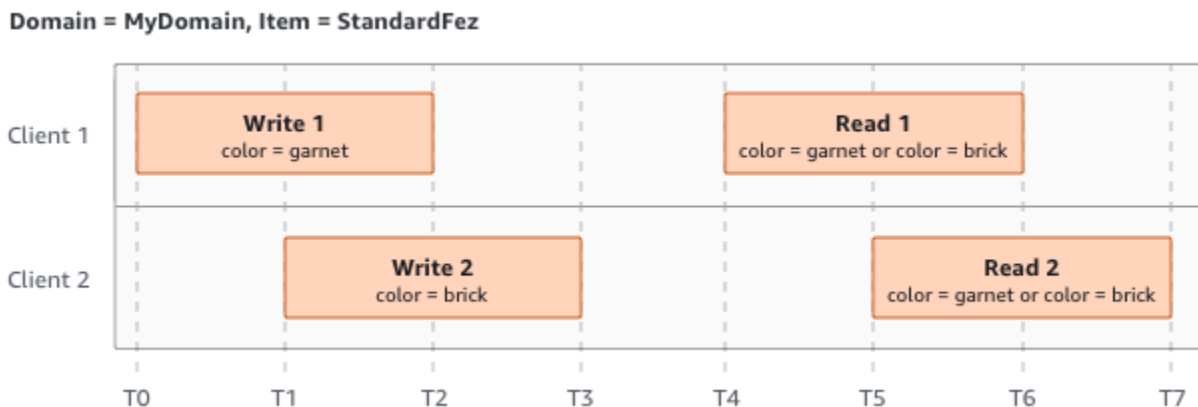 Domain = MyDomain, Item = StandardFez
Client 1
Write 1
color = garnet
Read 1
color = garnet or color = brick
Client 2
Write 2
color = brick
Read 2
color = garnet or color = brick
T0 T1 T2 T3 T4 T5 T6 T7